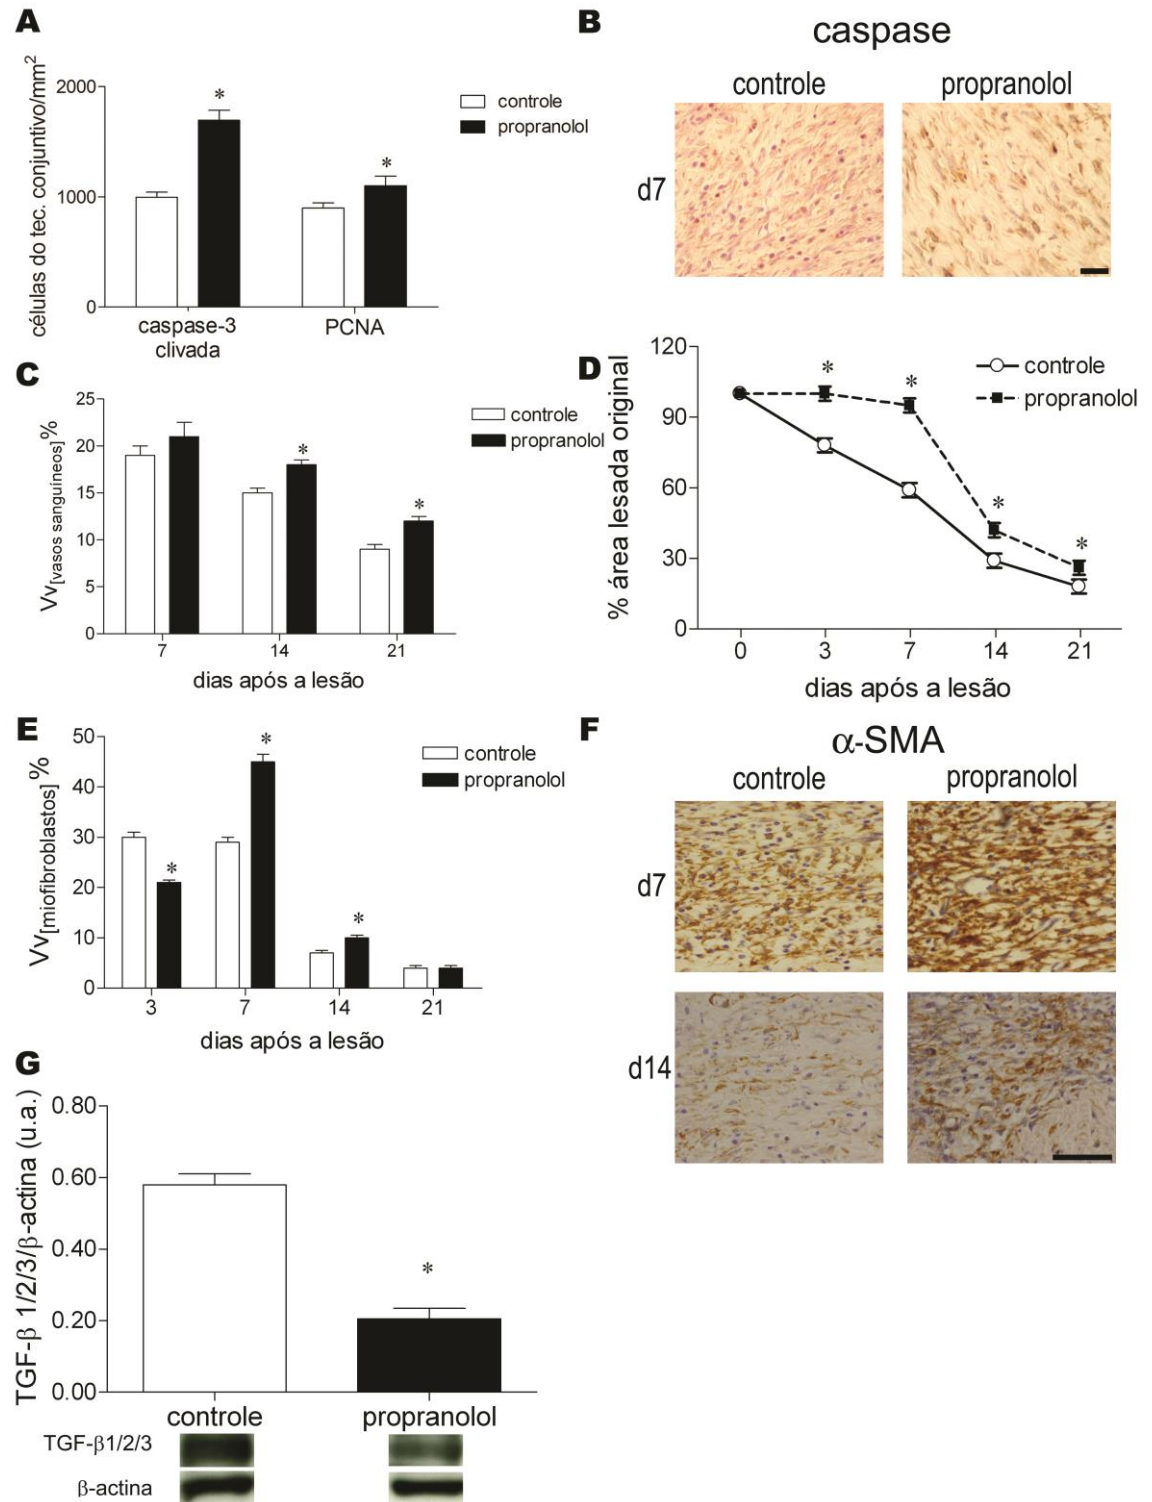 A
células do tec. conjuntivo/mm²
2000
1000
0
*
*
caspase-3
clivada
PCNA
controle
propranolol
B
caspase
controle
propranolol
d7
C
Vv[vasos sanguíneos]%
25
20
15
10
5
0
*
*
7
14
21
dias após a lesão
controle
propranolol
D
% área lesada original
120
90
60
30
0
*
*
*
*
0
3
7
14
21
dias após a lesão
controle
propranolol
E
Vv[miofibroblastos]%
50
40
30
20
10
0
*
*
*
3
7
14
21
dias após a lesão
controle
propranolol
F
α-SMA
controle
propranolol
d7
d14
G
TGF-β 1/2/3/β-actina (u.a.)
0.80
0.60
0.40
0.20
0.00
*
controle
propranolol
TGF-β1/2/3
β-actina